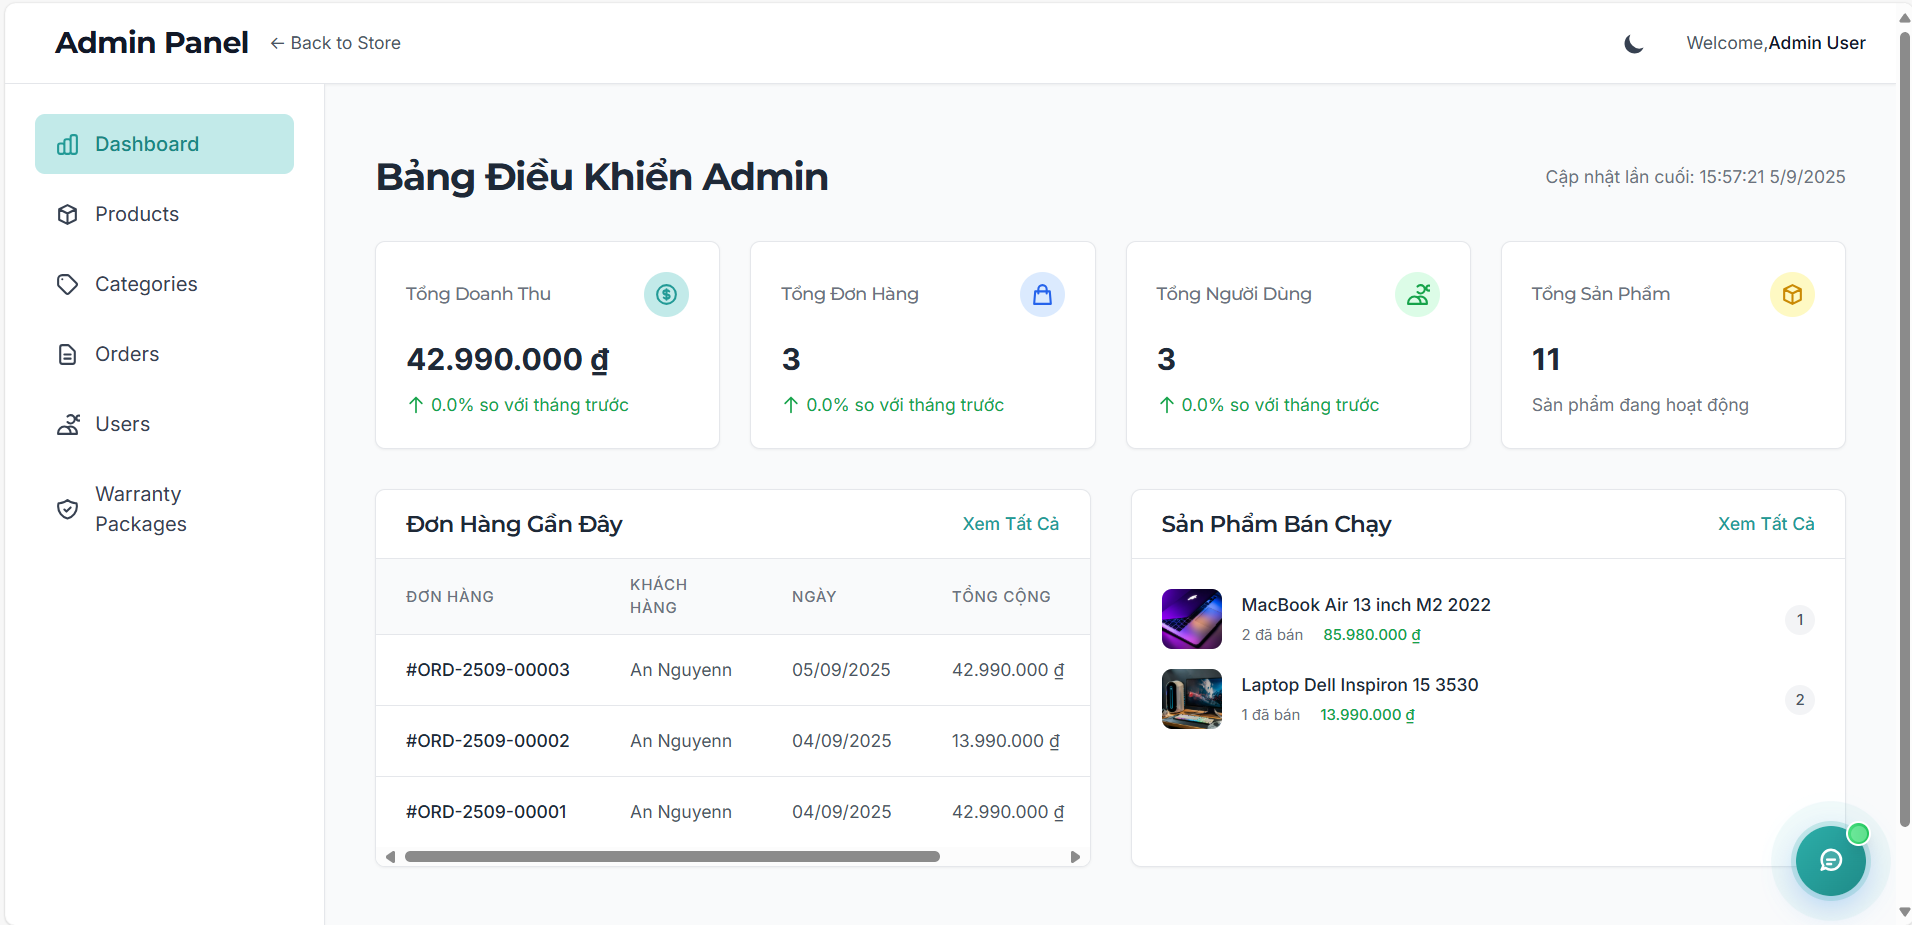 Admin Panel
← Back to Store
Welcome,Admin User
Dashboard
Products
Categories
Orders
Users
Warranty
Packages
Bảng Điều Khiển Admin
Cập nhật lần cuối: 15:57:21 5/9/2025
Tổng Doanh Thu
42.990.000 ₫
↑ 0.0% so với tháng trước
Tổng Đơn Hàng
3
↑ 0.0% so với tháng trước
Tổng Người Dùng
3
↑ 0.0% so với tháng trước
Tổng Sản Phẩm
11
Sản phẩm đang hoạt động
Đơn Hàng Gần Đây
Xem Tất Cả
ĐƠN HÀNG
KHÁCH
HÀNG
NGÀY
TỔNG CỘNG
#ORD-2509-00003 An Nguyenn 05/09/2025 42.990.000 ₫
#ORD-2509-00002 An Nguyenn 04/09/2025 13.990.000 ₫
#ORD-2509-00001 An Nguyenn 04/09/2025 42.990.000 ₫
Sản Phẩm Bán Chạy
Xem Tất Cả
MacBook Air 13 inch M2 2022
2 đã bán 85.980.000 ₫
1
Laptop Dell Inspiron 15 3530
1 đã bán 13.990.000 ₫
2